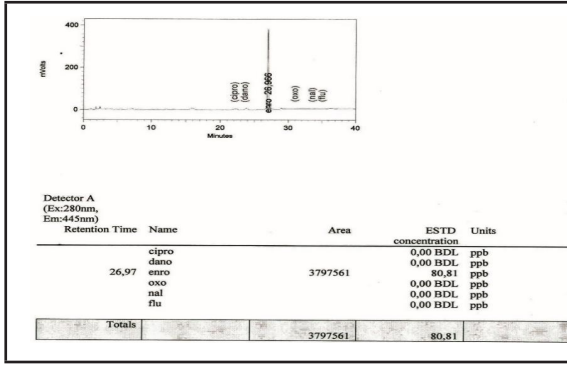 400
200
0
mVolts
(cipro)
(dano)
enro 26,966
(oxo)
(nal)
(flu)
0 10 20 30 40
Minutes
Detector A
(Ex:280nm,
Em:445nm)
Retention Time Name Area ESTD Units
concentration
cipro 0,00 BDL ppb
dano 0,00 BDL ppb
26,97 enro 3797561 80,81 ppb
oxo 0,00 BDL ppb
nal 0,00 BDL ppb
flu 0,00 BDL ppb
Totals
3797561 80,81